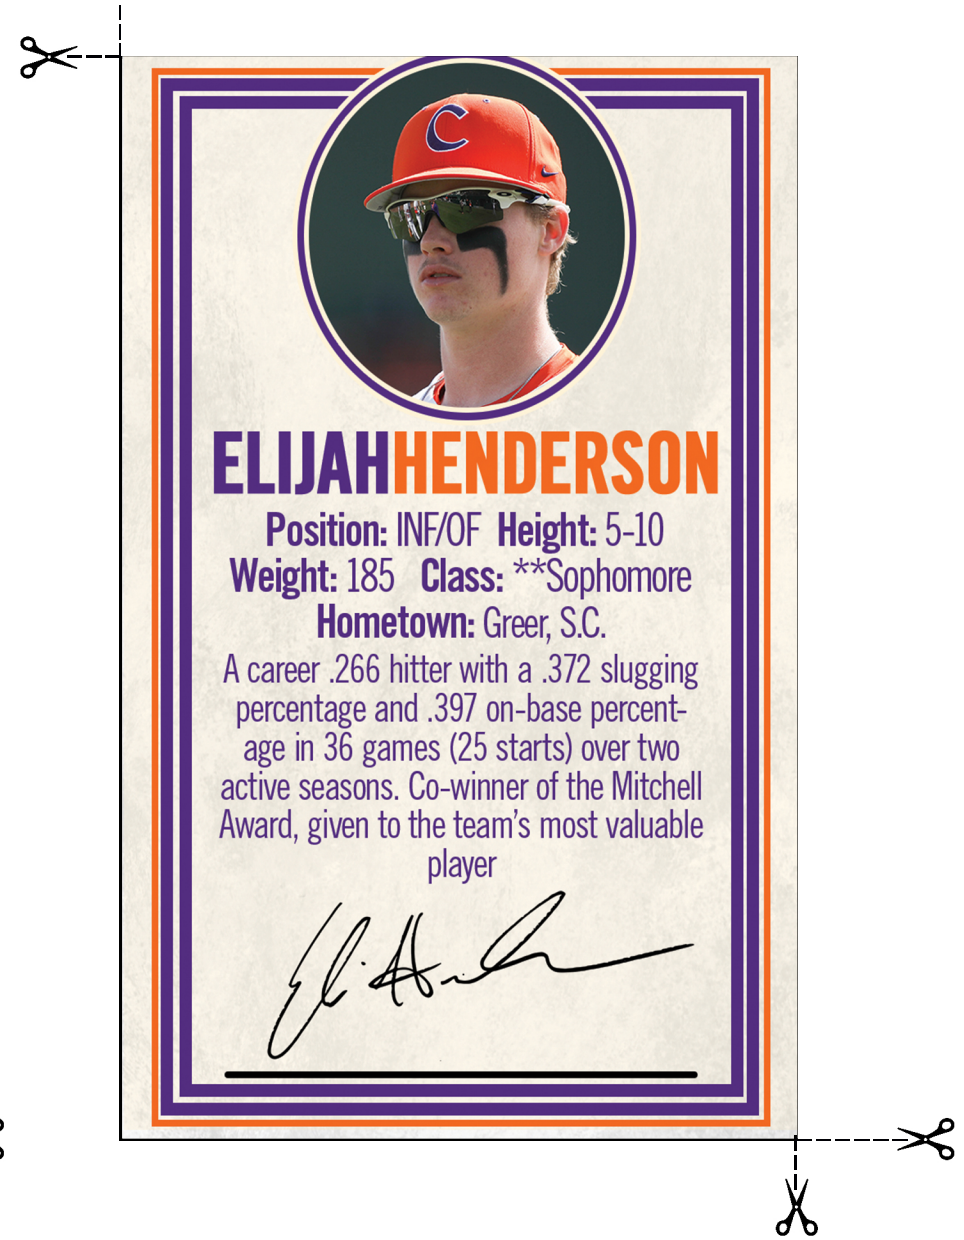 C
ELIJAHHENDERSON
Position: INF/OF Height: 5-10
Weight: 185 Class: **Sophomore
Hometown: Greer, S.C.
A career .266 hitter with a .372 slugging
percentage and .397 on-base percent-
age in 36 games (25 starts) over two
active seasons. Co-winner of the Mitchell
Award, given to the team's most valuable
player